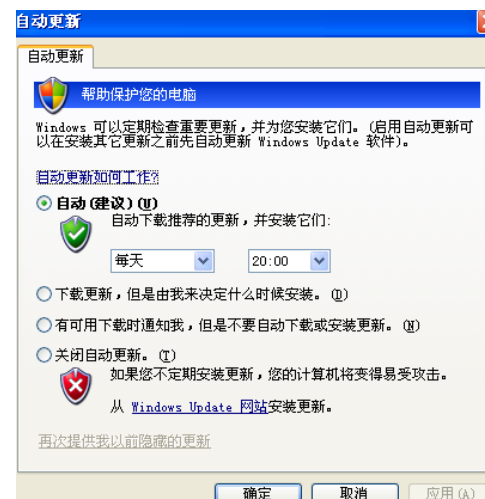 自动更新
自动更新
帮助保护您的电脑
Windows 可以定期检查重要更新，并为您安装它们。(启用自动更新可
以在安装其它更新之前先自动更新 Windows Update 软件)。
自动更新如何工作?
自动(建议)(U)
自动下载推荐的更新，并安装它们:
每天 20:00
下载更新，但是由我来决定什么时候安装。(D)
有可用下载时通知我，但是不要自动下载或安装更新。(N)
关闭自动更新。(T)
如果您不定期安装更新，您的计算机将变得易受攻击。
从 Windows Update 网站安装更新。
再次提供我以前隐藏的更新
确定 取消 应用(A)